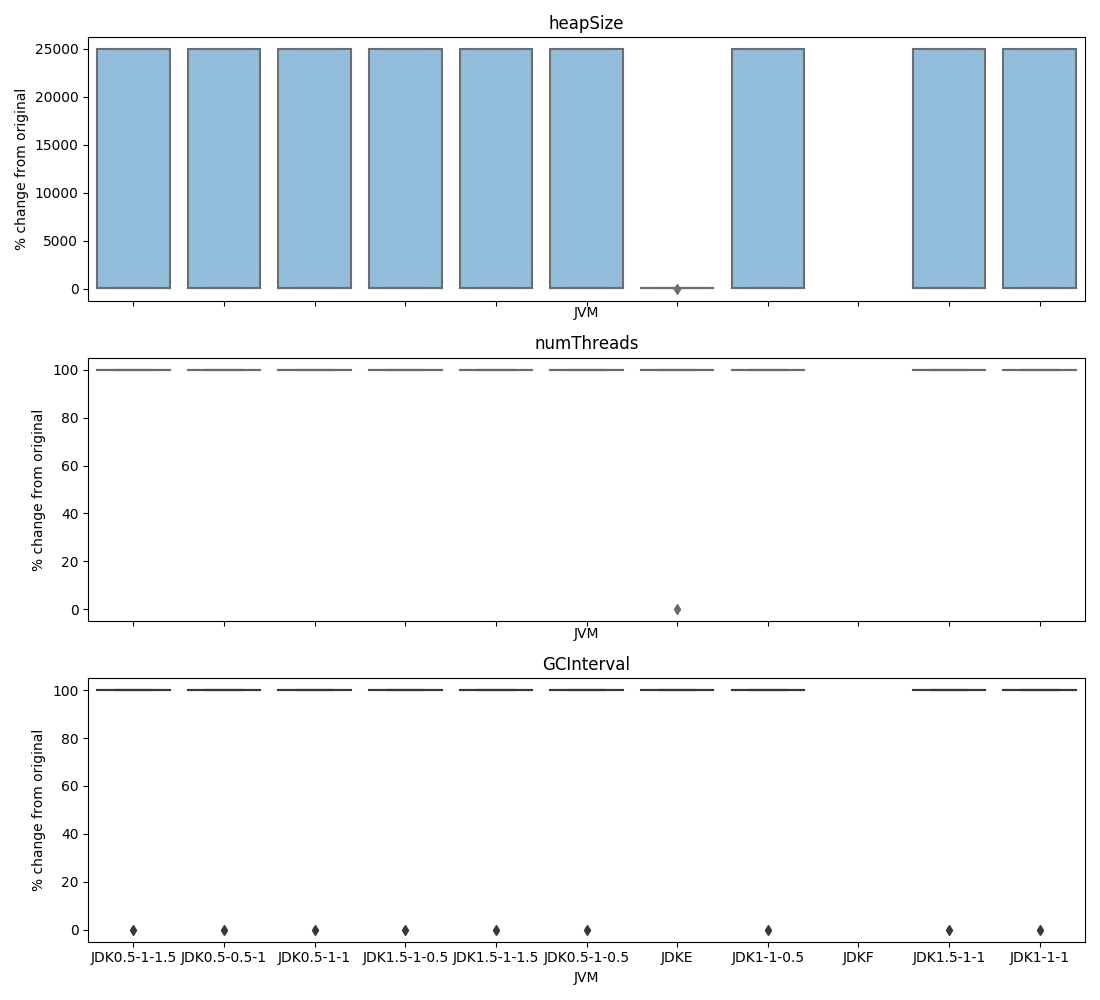 heapSize
% change from original
25000
20000
15000
10000
5000
0
JVM
numThreads
% change from original
100
80
60
40
20
0
JVM
GCInterval
% change from original
100
80
60
40
20
0
JDK0.5-1-1.5 JDK0.5-0.5-1 JDK0.5-1-1 JDK1.5-1-0.5 JDK1.5-1-1.5 JDK0.5-1-0.5 JDKE JDK1-1-0.5 JDKF JDK1.5-1-1 JDK1-1-1
JVM